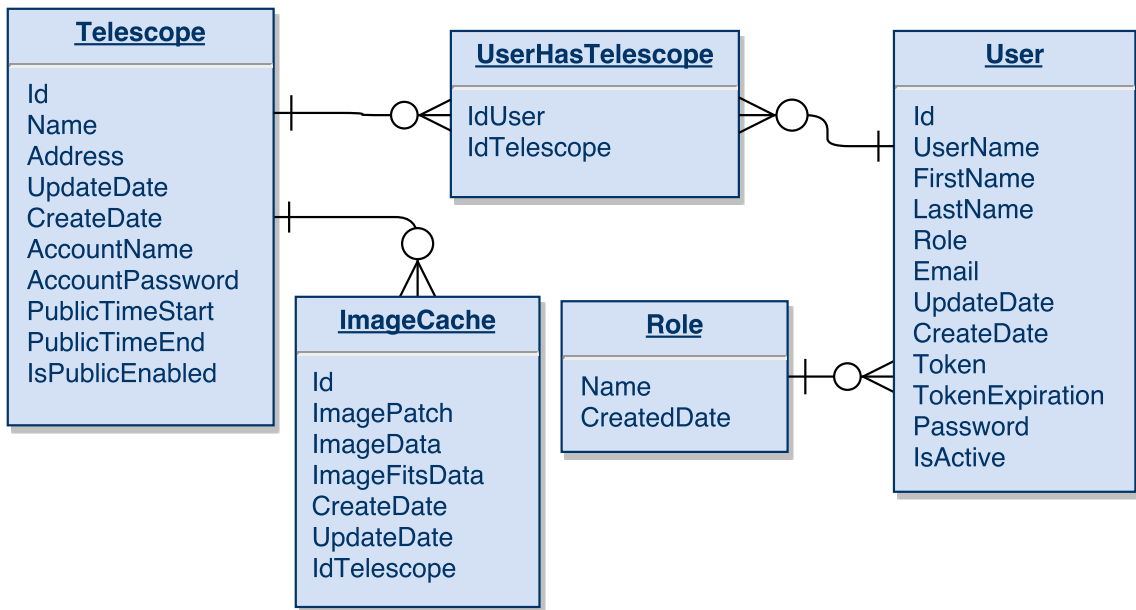 Telescope
Id
Name
Address
UpdateDate
CreateDate
AccountName
AccountPassword
PublicTimeStart
PublicTimeEnd
IsPublicEnabled
UserHasTelescope
IdUser
IdTelescope
User
Id
UserName
FirstName
LastName
Role
Email
UpdateDate
CreateDate
Token
TokenExpiration
Password
IsActive
ImageCache
Id
ImagePatch
ImageData
ImageFitsData
CreateDate
UpdateDate
IdTelescope
Role
Name
CreatedDate